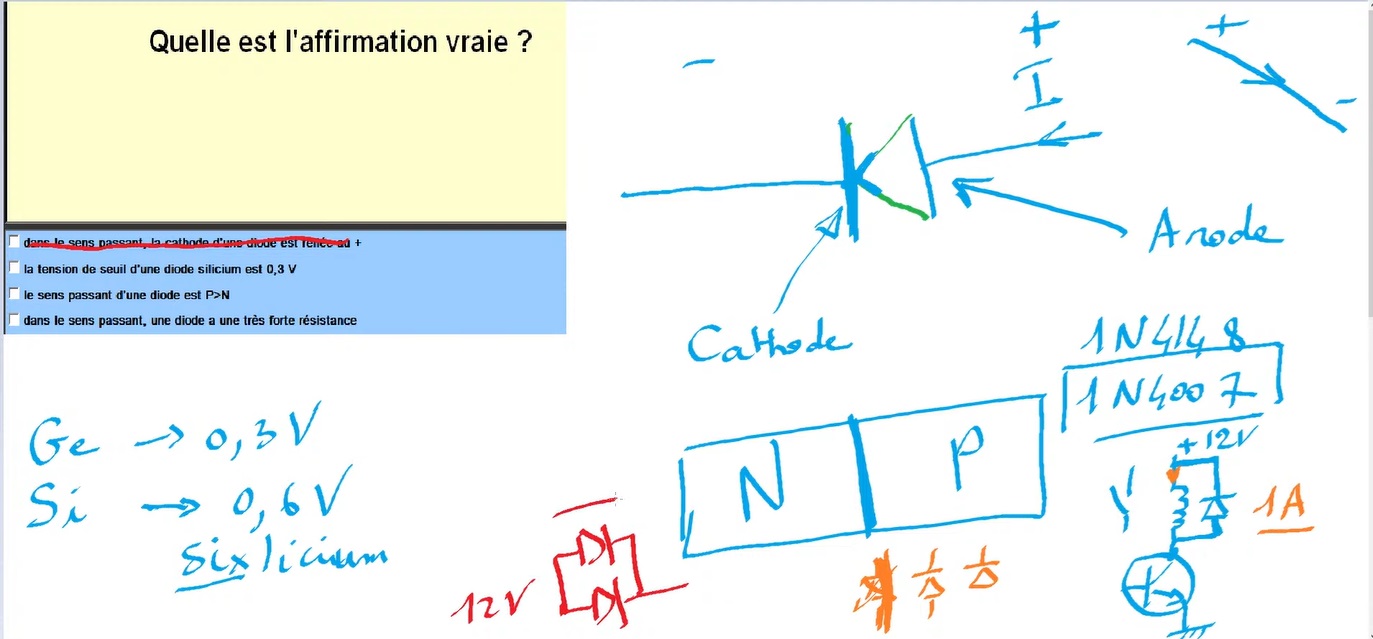 Quelle est l'affirmation vraie ?
dans le sens passant, la cathode d'une diode est reliée au +
la tension de seuil d'une diode silicium est 0,3 V
le sens passant d'une diode est P>N
dans le sens passant, une diode a une très forte résistance
-
+
I
+
-
K
Anode
Cathode
1N4148
1N4007
+12V
1A
N
P
Ge → 0,3V
Si → 0,6V
sixlicium
12V